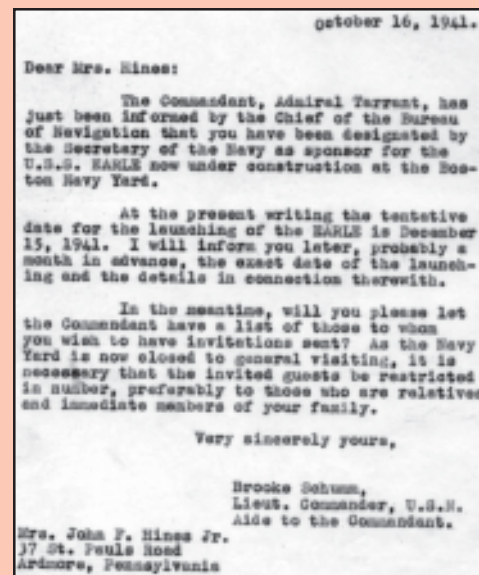 October 16, 1941.
Dear Mrs. Hines:
The Commandant, Admiral Tarrant, has
just been informed by the Chief of the Bureau
of Navigation that you have been designated by
the Secretary of the Navy as sponsor for the
U.S.S. EARLE now under construction at the Bos-
ton Navy Yard.
At the present writing the tentative
date for the launching of the EARLE is December
15, 1941. I will inform you later, probably a
month in advance, the exact date of the launch-
ing and the details in connection therewith.
In the meantime, will you please let
the Commandant have a list of those to whom
you wish to have invitations sent? As the Navy
Yard is now closed to general visiting, it is
necessary that the invited guests be restricted
in number, preferably to those who are relatives
and immediate members of your family.
Very sincerely yours,
Brooke Schumm,
Lieut. Commander, U.S.N.
Aide to the Commandant.
Mrs. John F. Hines Jr.
37 St. Pauls Road
Ardmore, Pennsylvania